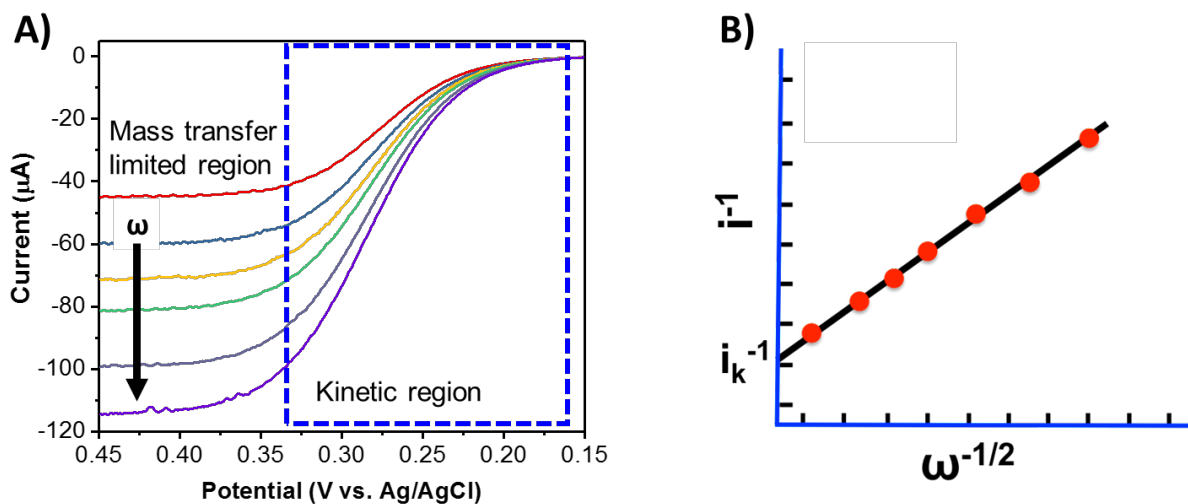 A)
0
-20
-40
-60
-80
-100
-120
Current (μA)
Mass transfer
limited region
ω
Kinetic region
0.45 0.40 0.35 0.30 0.25 0.20 0.15
Potential (V vs. Ag/AgCl)
B)
i⁻¹
iₖ⁻¹
ω⁻¹/²